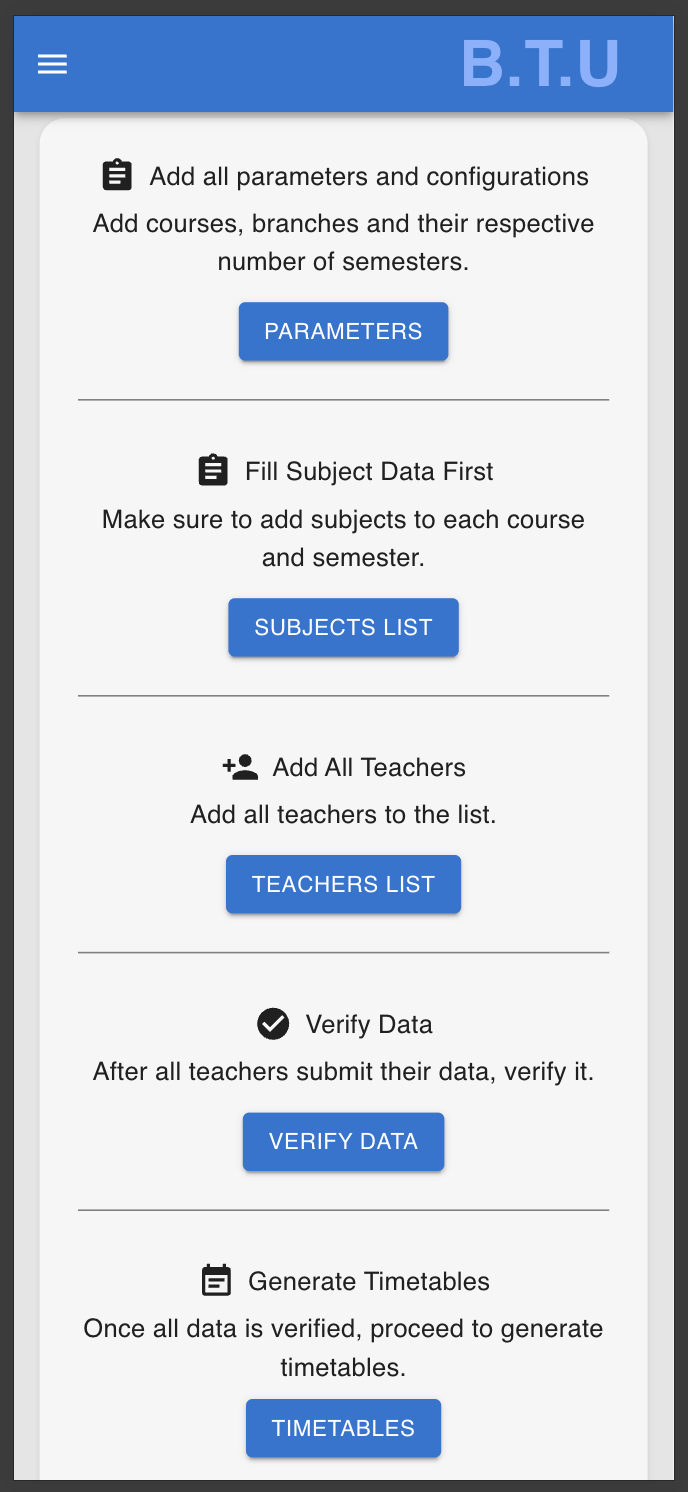 B.T.U
Add all parameters and configurations
Add courses, branches and their respective
number of semesters.
PARAMETERS
Fill Subject Data First
Make sure to add subjects to each course
and semester.
SUBJECTS LIST
Add All Teachers
Add all teachers to the list.
TEACHERS LIST
Verify Data
After all teachers submit their data, verify it.
VERIFY DATA
Generate Timetables
Once all data is verified, proceed to generate
timetables.
TIMETABLES